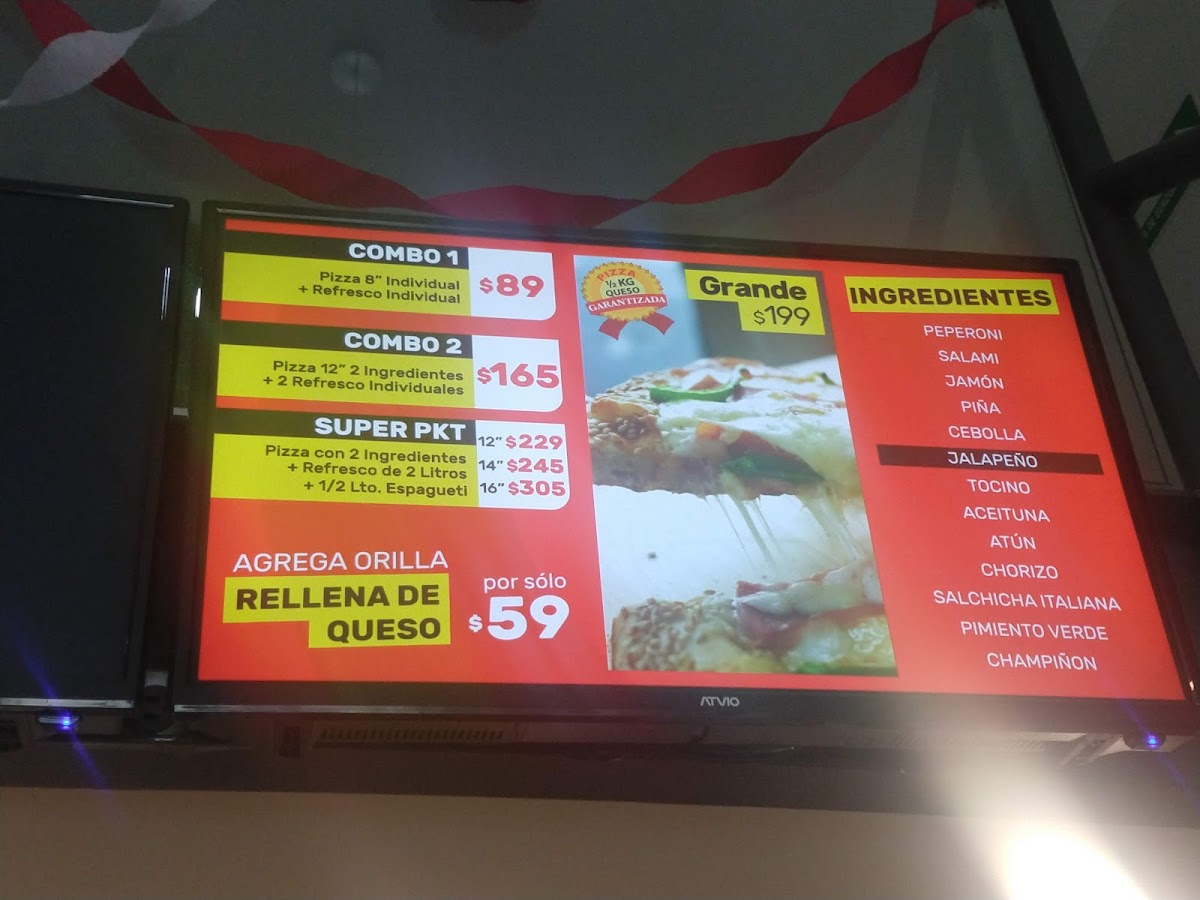 COMBO 1
Pizza 8” Individual
+ Refresco Individual
$89
COMBO 2
Pizza 12” 2 Ingredientes
+ 2 Refresco Individuales
$165
SUPER PKT
Pizza con 2 Ingredientes
+ Refresco de 2 Litros
+ 1/2 Lto. Espagueti
12” $229
14” $245
16” $305
AGREGA ORILLA
RELLENA DE
QUESO
por sólo
$59
PIZZA
½ KG
QUESO
GARANTIZADA
Grande
$199
INGREDIENTES
PEPERONI
SALAMI
JAMÓN
PIÑA
CEBOLLA
JALAPEÑO
TOCINO
ACEITUNA
ATÚN
CHORIZO
SALCHICHA ITALIANA
PIMIENTO VERDE
CHAMPIÑON
ATVIO